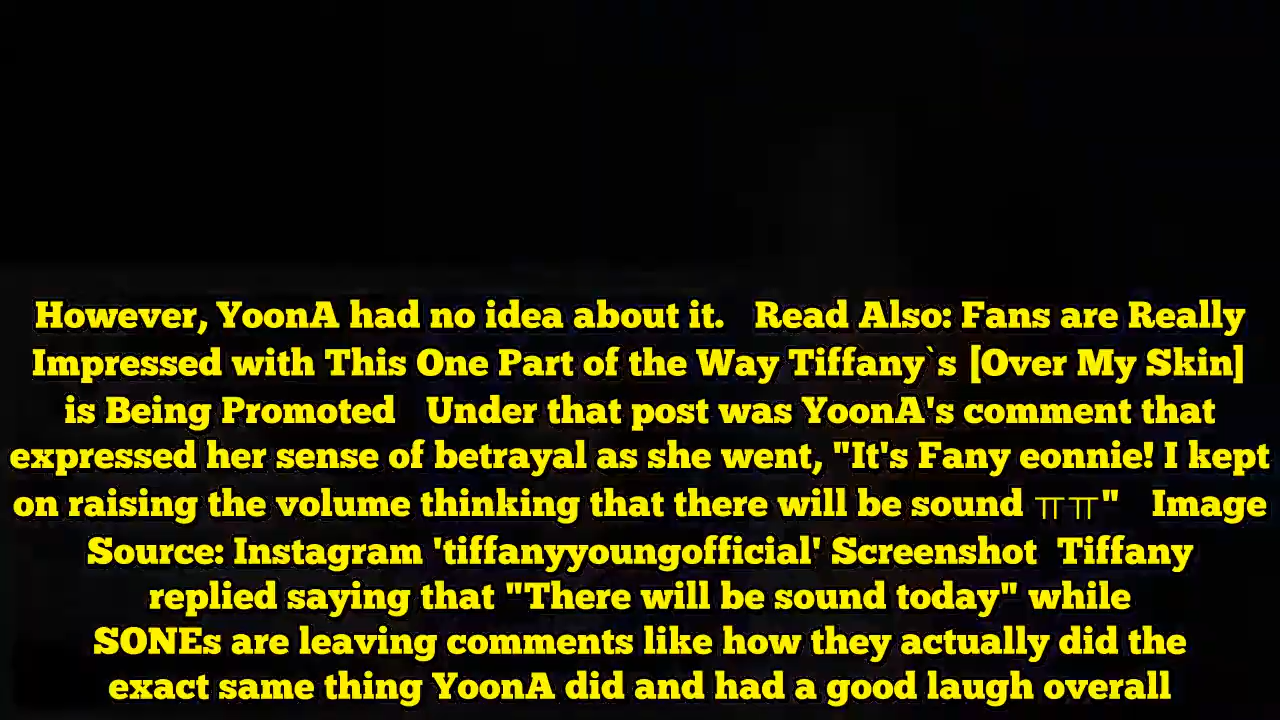 However, YoonA had no idea about it.   Read Also: Fans are Really
Impressed with This One Part of the Way Tiffany`s [Over My Skin]
is Being Promoted   Under that post was YoonA's comment that
expressed her sense of betrayal as she went, "It's Fany eonnie! I kept
on raising the volume thinking that there will be sound ㅠㅠ"   Image
Source: Instagram 'tiffanyyoungofficial' Screenshot  Tiffany
replied saying that "There will be sound today" while
SONEs are leaving comments like how they actually did the
exact same thing YoonA did and had a good laugh overall